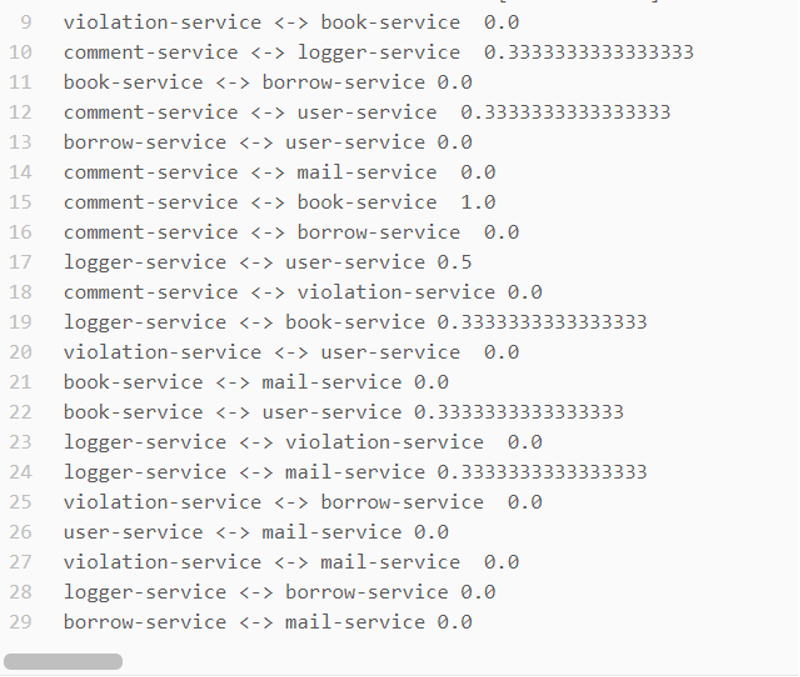 9 violation-service <-> book-service  0.0
10 comment-service <-> logger-service  0.3333333333333333
11 book-service <-> borrow-service 0.0
12 comment-service <-> user-service  0.3333333333333333
13 borrow-service <-> user-service 0.0
14 comment-service <-> mail-service  0.0
15 comment-service <-> book-service  1.0
16 comment-service <-> borrow-service  0.0
17 logger-service <-> user-service 0.5
18 comment-service <-> violation-service 0.0
19 logger-service <-> book-service 0.3333333333333333
20 violation-service <-> user-service  0.0
21 book-service <-> mail-service 0.0
22 book-service <-> user-service 0.3333333333333333
23 logger-service <-> violation-service  0.0
24 logger-service <-> mail-service 0.3333333333333333
25 violation-service <-> borrow-service  0.0
26 user-service <-> mail-service 0.0
27 violation-service <-> mail-service  0.0
28 logger-service <-> borrow-service 0.0
29 borrow-service <-> mail-service 0.0